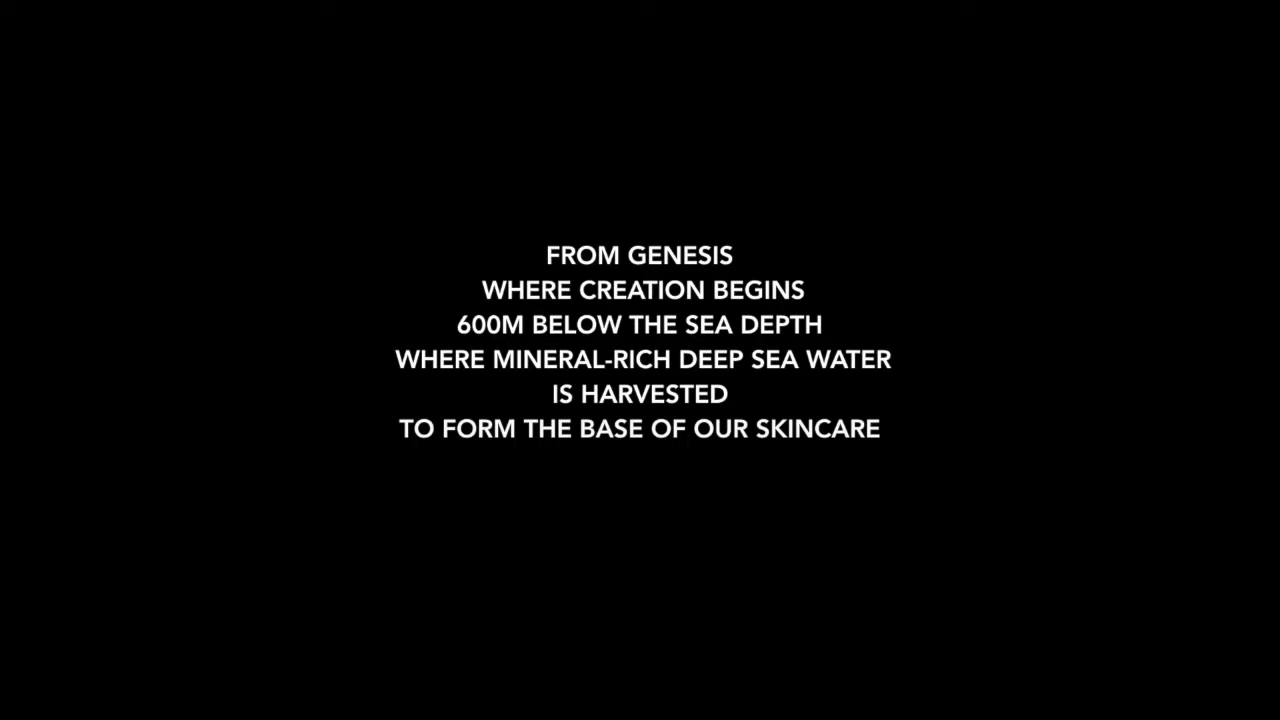 FROM GENESIS
WHERE CREATION BEGINS
600M BELOW THE SEA DEPTH
WHERE MINERAL-RICH DEEP SEA WATER
IS HARVESTED
TO FORM THE BASE OF OUR SKINCARE